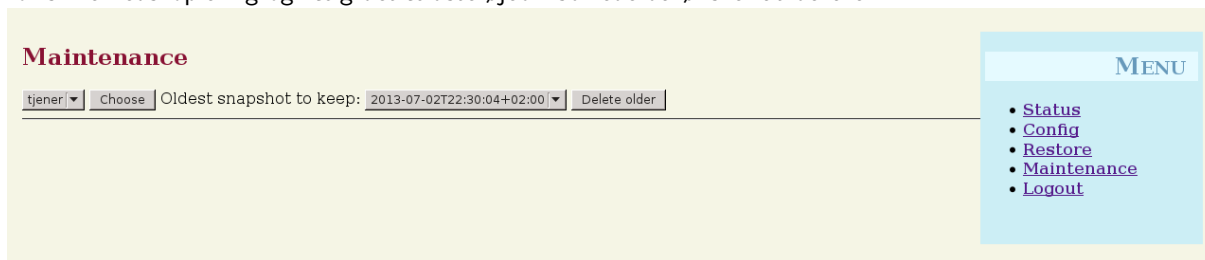 Maintenance
tjener Choose Oldest snapshot to keep: 2013-07-02T22:30:04+02:00 Delete older
MENU
Status
Config
Restore
Maintenance
Logout